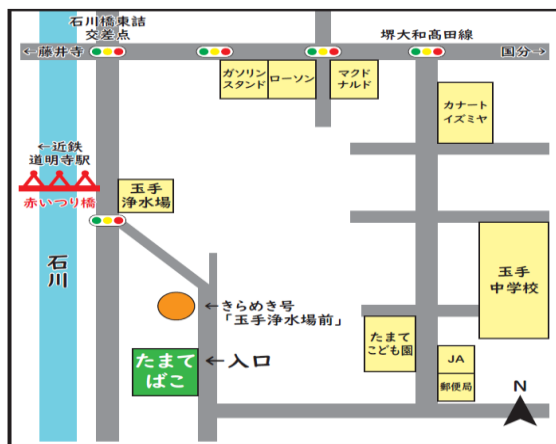 石川橋東詰
交差点
堺大和高田線
←藤井寺
国分→
ガソリン
スタンド
ローソン
マクド
ナルド
カナート
イズミヤ
←近鉄
道明寺駅
赤いつり橋
玉手
浄水場
石川
玉手
中学校
←きらめき号
「玉手浄水場前」
たまて
こども園
たまて
ばこ
←入口
JA
郵便局
N